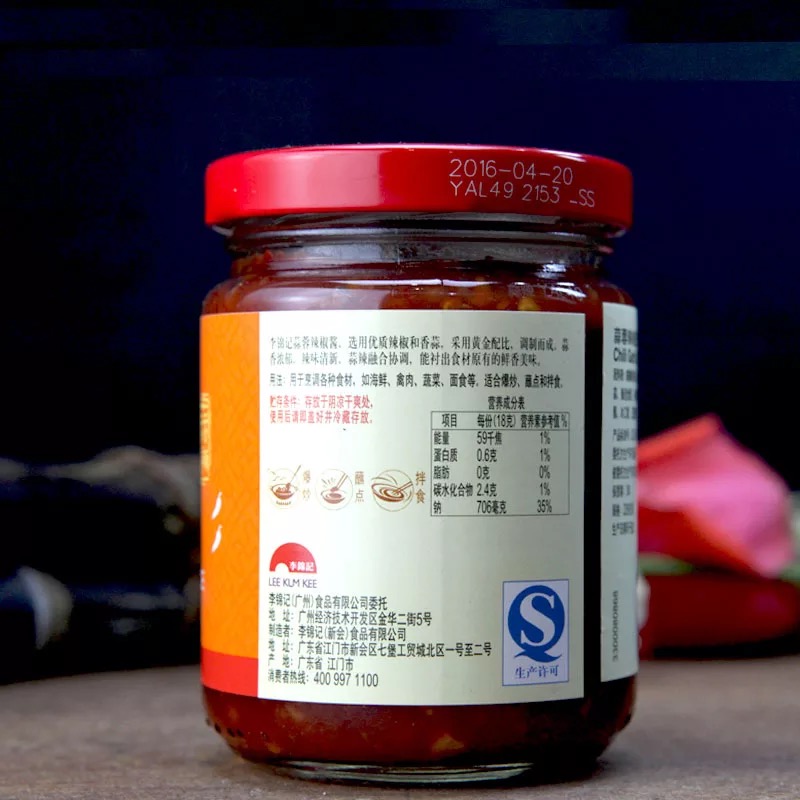 2016-04-20
YAL49 2153 _SS
李锦记蒜蓉辣椒酱，选用优质辣椒和香蒜，采用黄金配比，调制而成。蒜
香浓郁，辣味清新，蒜辣融合协调，能衬出食材原有的鲜香美味。
用法：用于烹调各种食材，如海鲜、禽肉、蔬菜、面食等。适合爆炒、蘸点和拌食。
贮存条件：存放于阴凉干爽处，
使用后请即盖好并冷藏存放。
营养成分表
项目 每份(18克) 营养素参考值%
能量 59千焦 1%
蛋白质 0.6克 1%
脂肪 0克 0%
碳水化合物 2.4克 1%
钠 706毫克 35%
爆炒
蘸点
拌食
李錦記
LEE KUM KEE
李锦记(广州)食品有限公司委托
地 址：广州经济技术开发区金华二街5号
制造者：李锦记(新会)食品有限公司
地 址：广东省江门市新会区七堡工贸城北区一号至二号
产 地：广东省 江门市
消费者热线：400 997 1100
S
生产许可
蒜蓉
Chili Ga